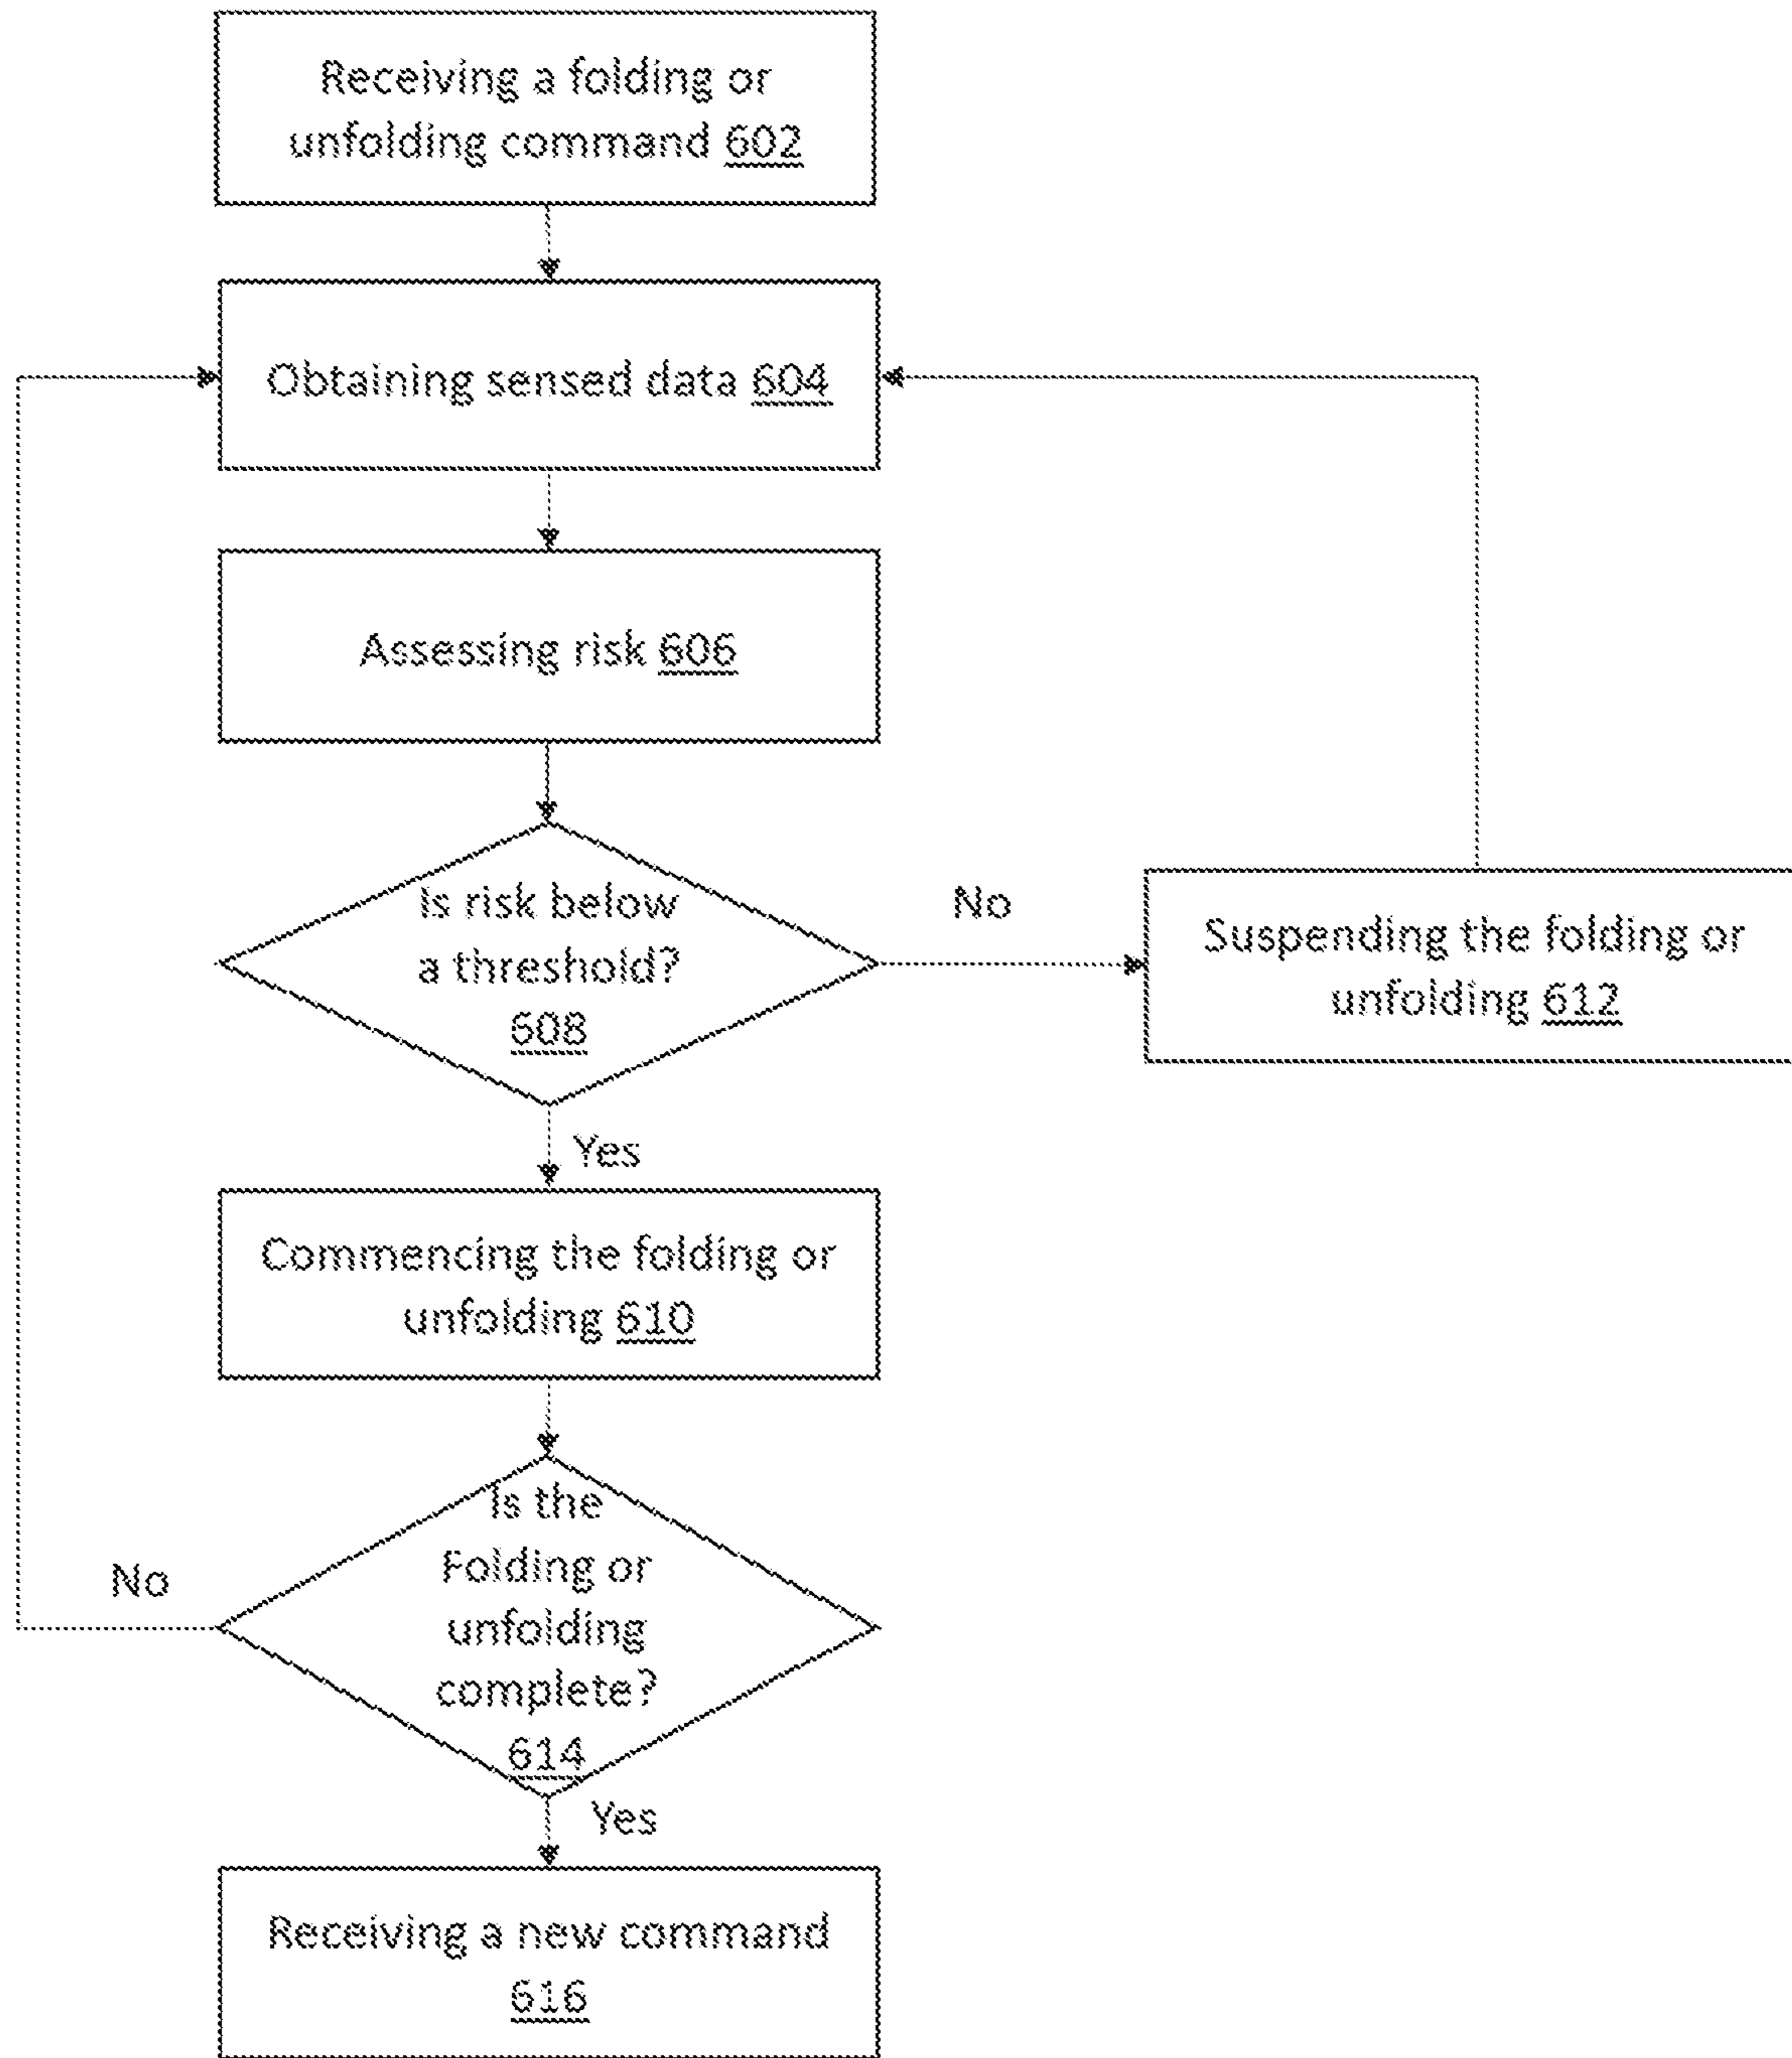 Receiving a folding or
unfolding command 602
Obtaining sensed data 604
Assessing risk 606
Is risk below
a threshold?
608
No
Suspending the folding or
unfolding 612
Yes
Commencing the folding or
unfolding 610
Is the
Folding or
unfolding
complete?
614
No
Yes
Receiving a new command
616